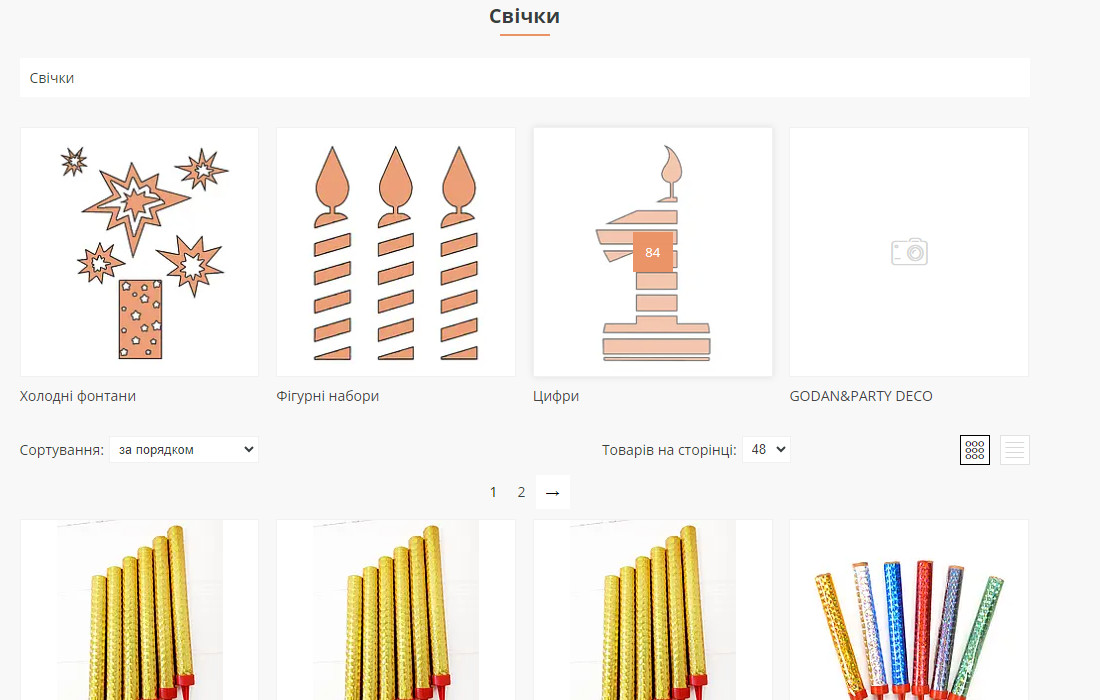 Свічки
Свічки
84
Холодні фонтани
Фігурні набори
Цифри
GODAN&PARTY DECO
Сортування: за порядком
Товарів на сторінці: 48
1 2 →